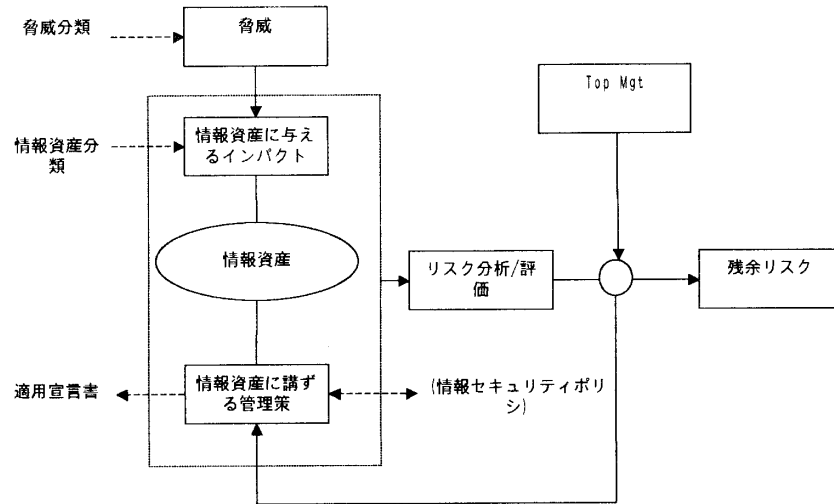 脅威分類
脅威
Top Mgt
情報資産分
類
情報資産に与え
るインパクト
情報資産
リスク分析/評
価
残余リスク
適用宣言書
情報資産に講ず
る管理策
(情報セキュリティポリ
シ)